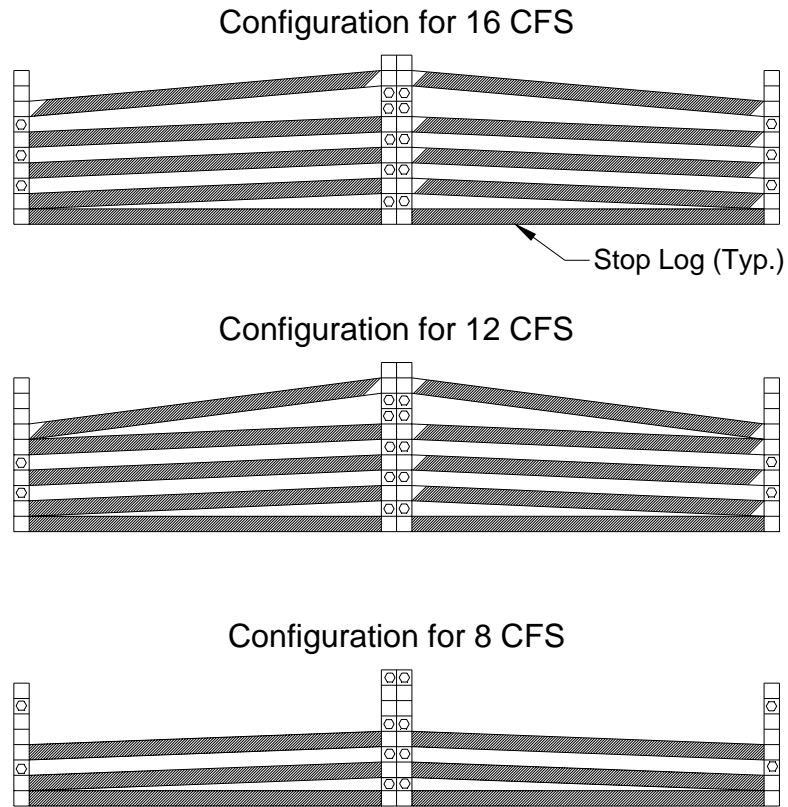 Configuration for 16 CFS
Stop Log (Typ.)
Configuration for 12 CFS
Configuration for 8 CFS